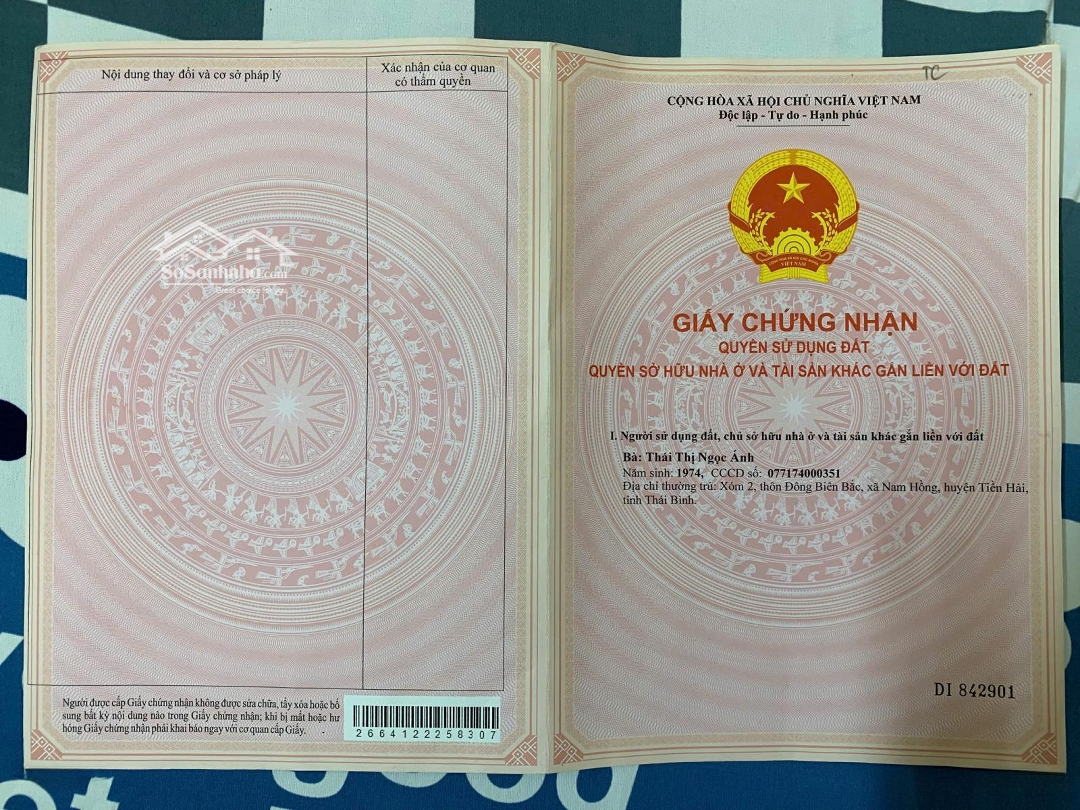 Nội dung thay đổi và cơ sở pháp lý
Xác nhận của cơ quan
có thẩm quyền
SoSanhnha.com
Great choice for you
Người được cấp Giấy chứng nhận không được sửa chữa, tẩy xóa hoặc bổ
sung bất kỳ nội dung nào trong Giấy chứng nhận; khi bị mất hoặc hư
hỏng Giấy chứng nhận phải khai báo ngay với cơ quan cấp Giấy.
2664122258307
TC
CỘNG HÒA XÃ HỘI CHỦ NGHĨA VIỆT NAM
Độc lập - Tự do - Hạnh phúc
VIỆT NAM
GIẤY CHỨNG NHẬN
QUYỀN SỬ DỤNG ĐẤT
QUYỀN SỞ HỮU NHÀ Ở VÀ TÀI SẢN KHÁC GẮN LIỀN VỚI ĐẤT
I. Người sử dụng đất, chủ sở hữu nhà ở và tài sản khác gắn liền với đất
Bà: Thái Thị Ngọc Ánh
Năm sinh: 1974, CCCD số: 077174000351
Địa chỉ thường trú: Xóm 2, thôn Đông Biên Bắc, xã Nam Hồng, huyện Tiền Hải,
tỉnh Thái Bình.
DI 842901